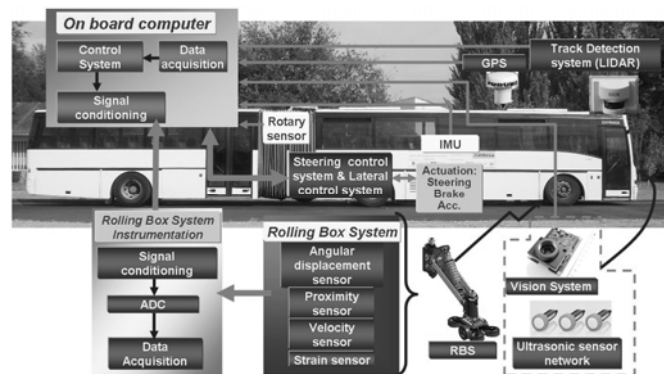 On board computer
Control
System
Data
acquisition
Signal
conditioning
GPS
Track Detection
system (LIDAR)
Rotary
sensor
IMU
Steering control
system & Lateral
control system
Actuation:
Steering
Brake
Acc.
Rolling Box System
Instrumentation
Signal
conditioning
ADC
Data
Acquisition
Rolling Box System
Angular
displacement
sensor
Proximity
sensor
Velocity
sensor
Strain sensor
RBS
Vision System
Ultrasonic sensor
network